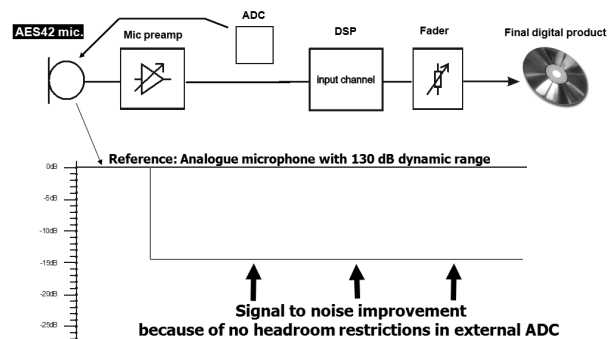 AES42 mic.
Mic preamp
ADC
DSP
Fader
Final digital product
input channel
Reference: Analogue microphone with 130 dB dynamic range
0dB
-5dB
-10dB
-15dB
-20dB
-25dB
Signal to noise improvement
because of no headroom restrictions in external ADC